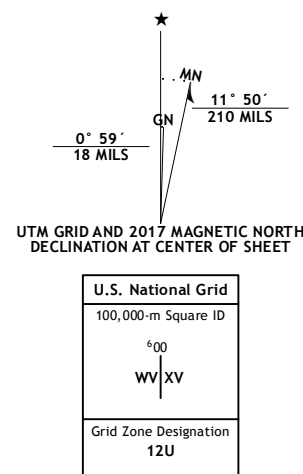 ★
MN
11° 50´
210 MILS
GN
0° 59´
18 MILS
UTM GRID AND 2017 MAGNETIC NORTH
DECLINATION AT CENTER OF SHEET
U.S. National Grid
100,000-m Square ID
⁶00
WV XV
Grid Zone Designation
12U